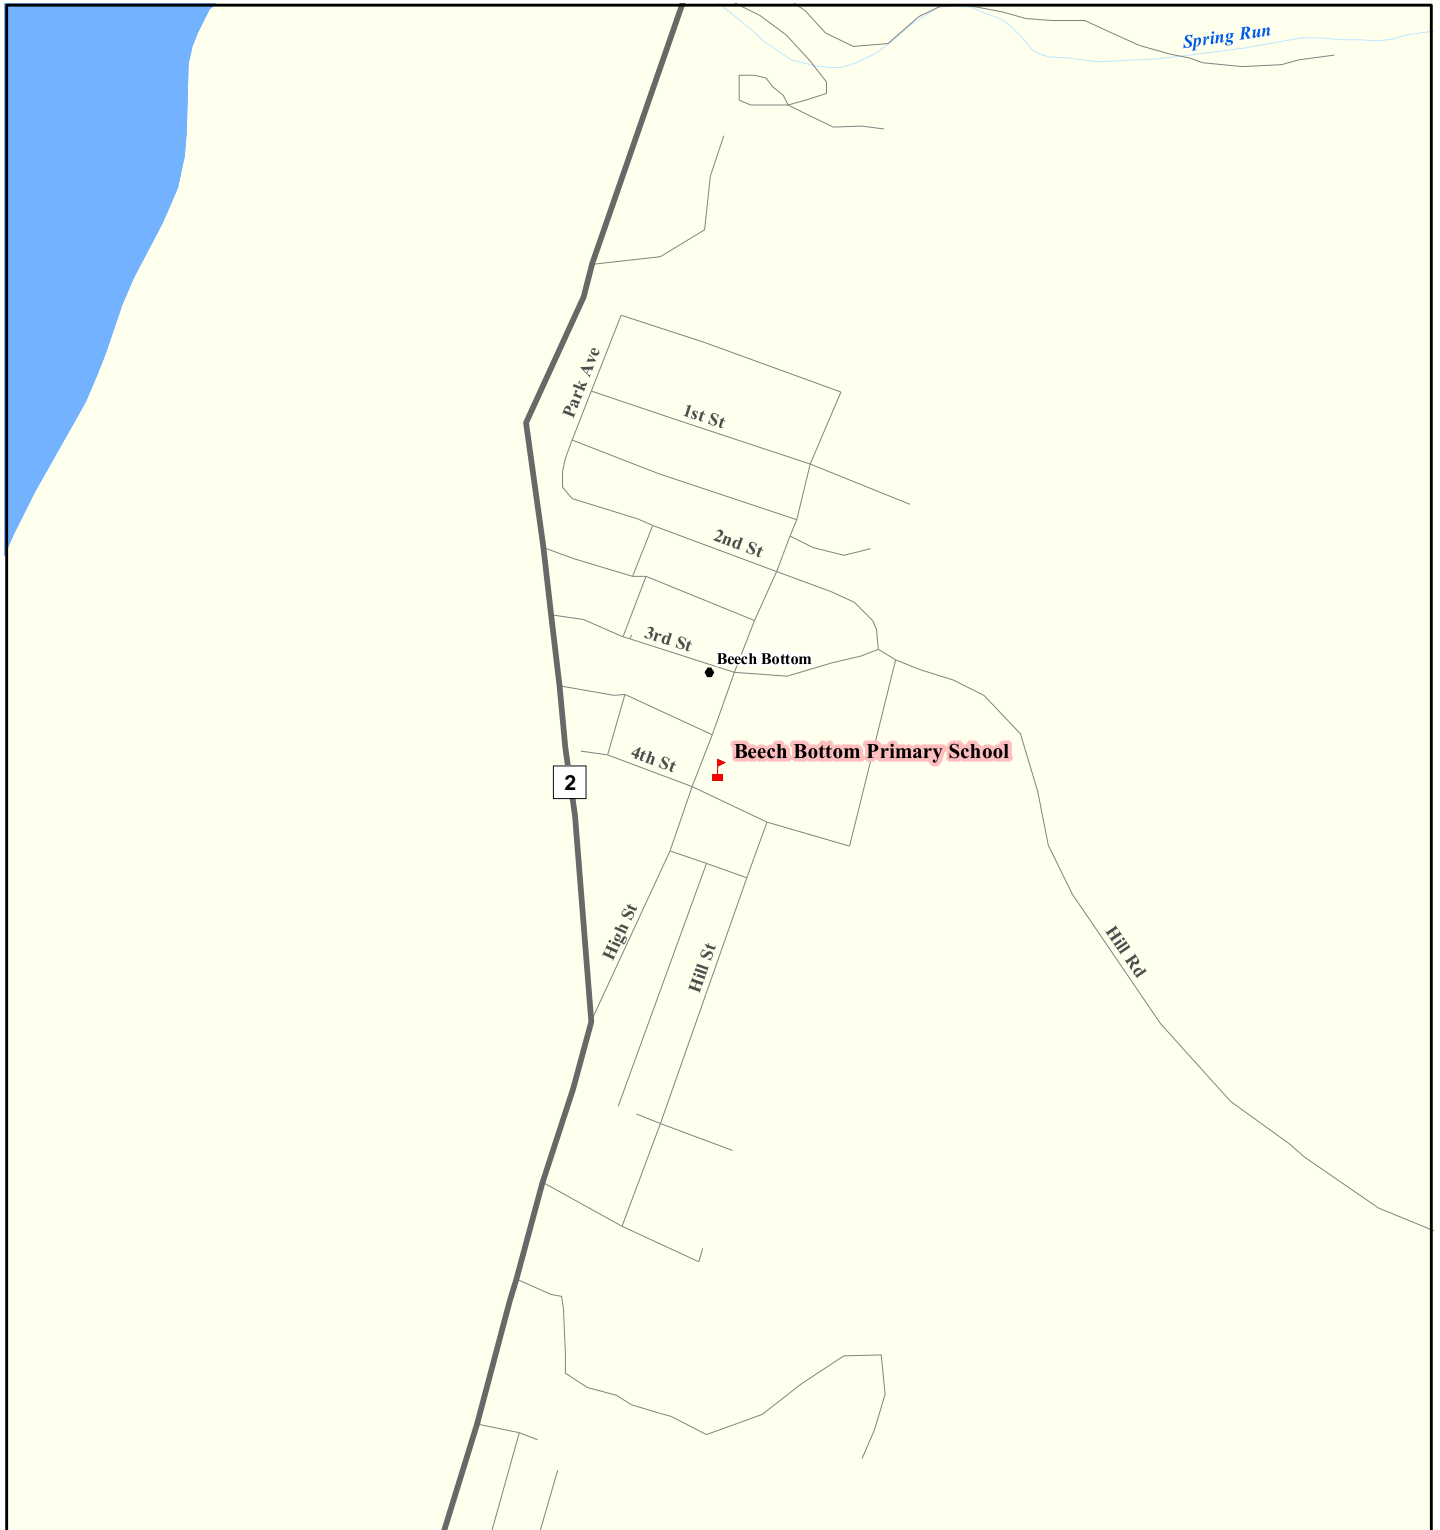 Spring Run
Park Ave
1st St
2nd St
3rd St
Beech Bottom
Beech Bottom Primary School
4th St
2
High St
Hill St
Hill Rd